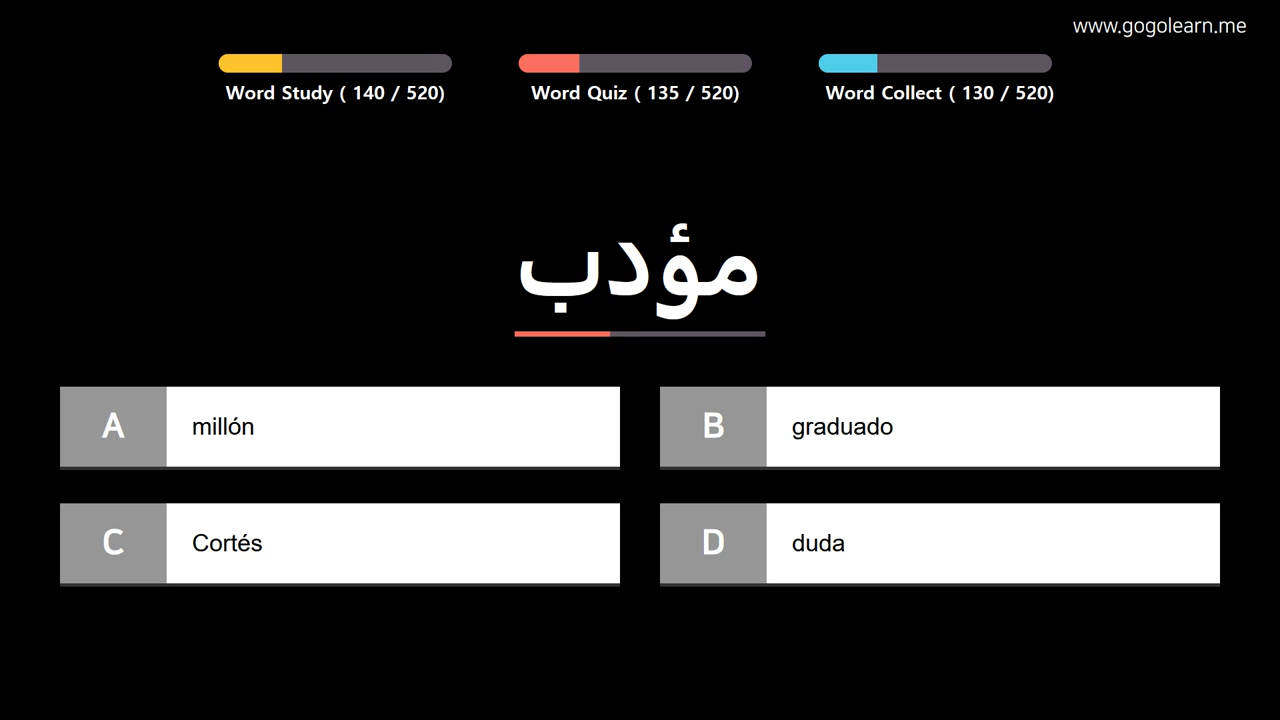 www.gogolearn.me
Word Study ( 140 / 520)
Word Quiz ( 135 / 520)
Word Collect ( 130 / 520)
مؤدب
A millón
B graduado
C Cortés
D duda